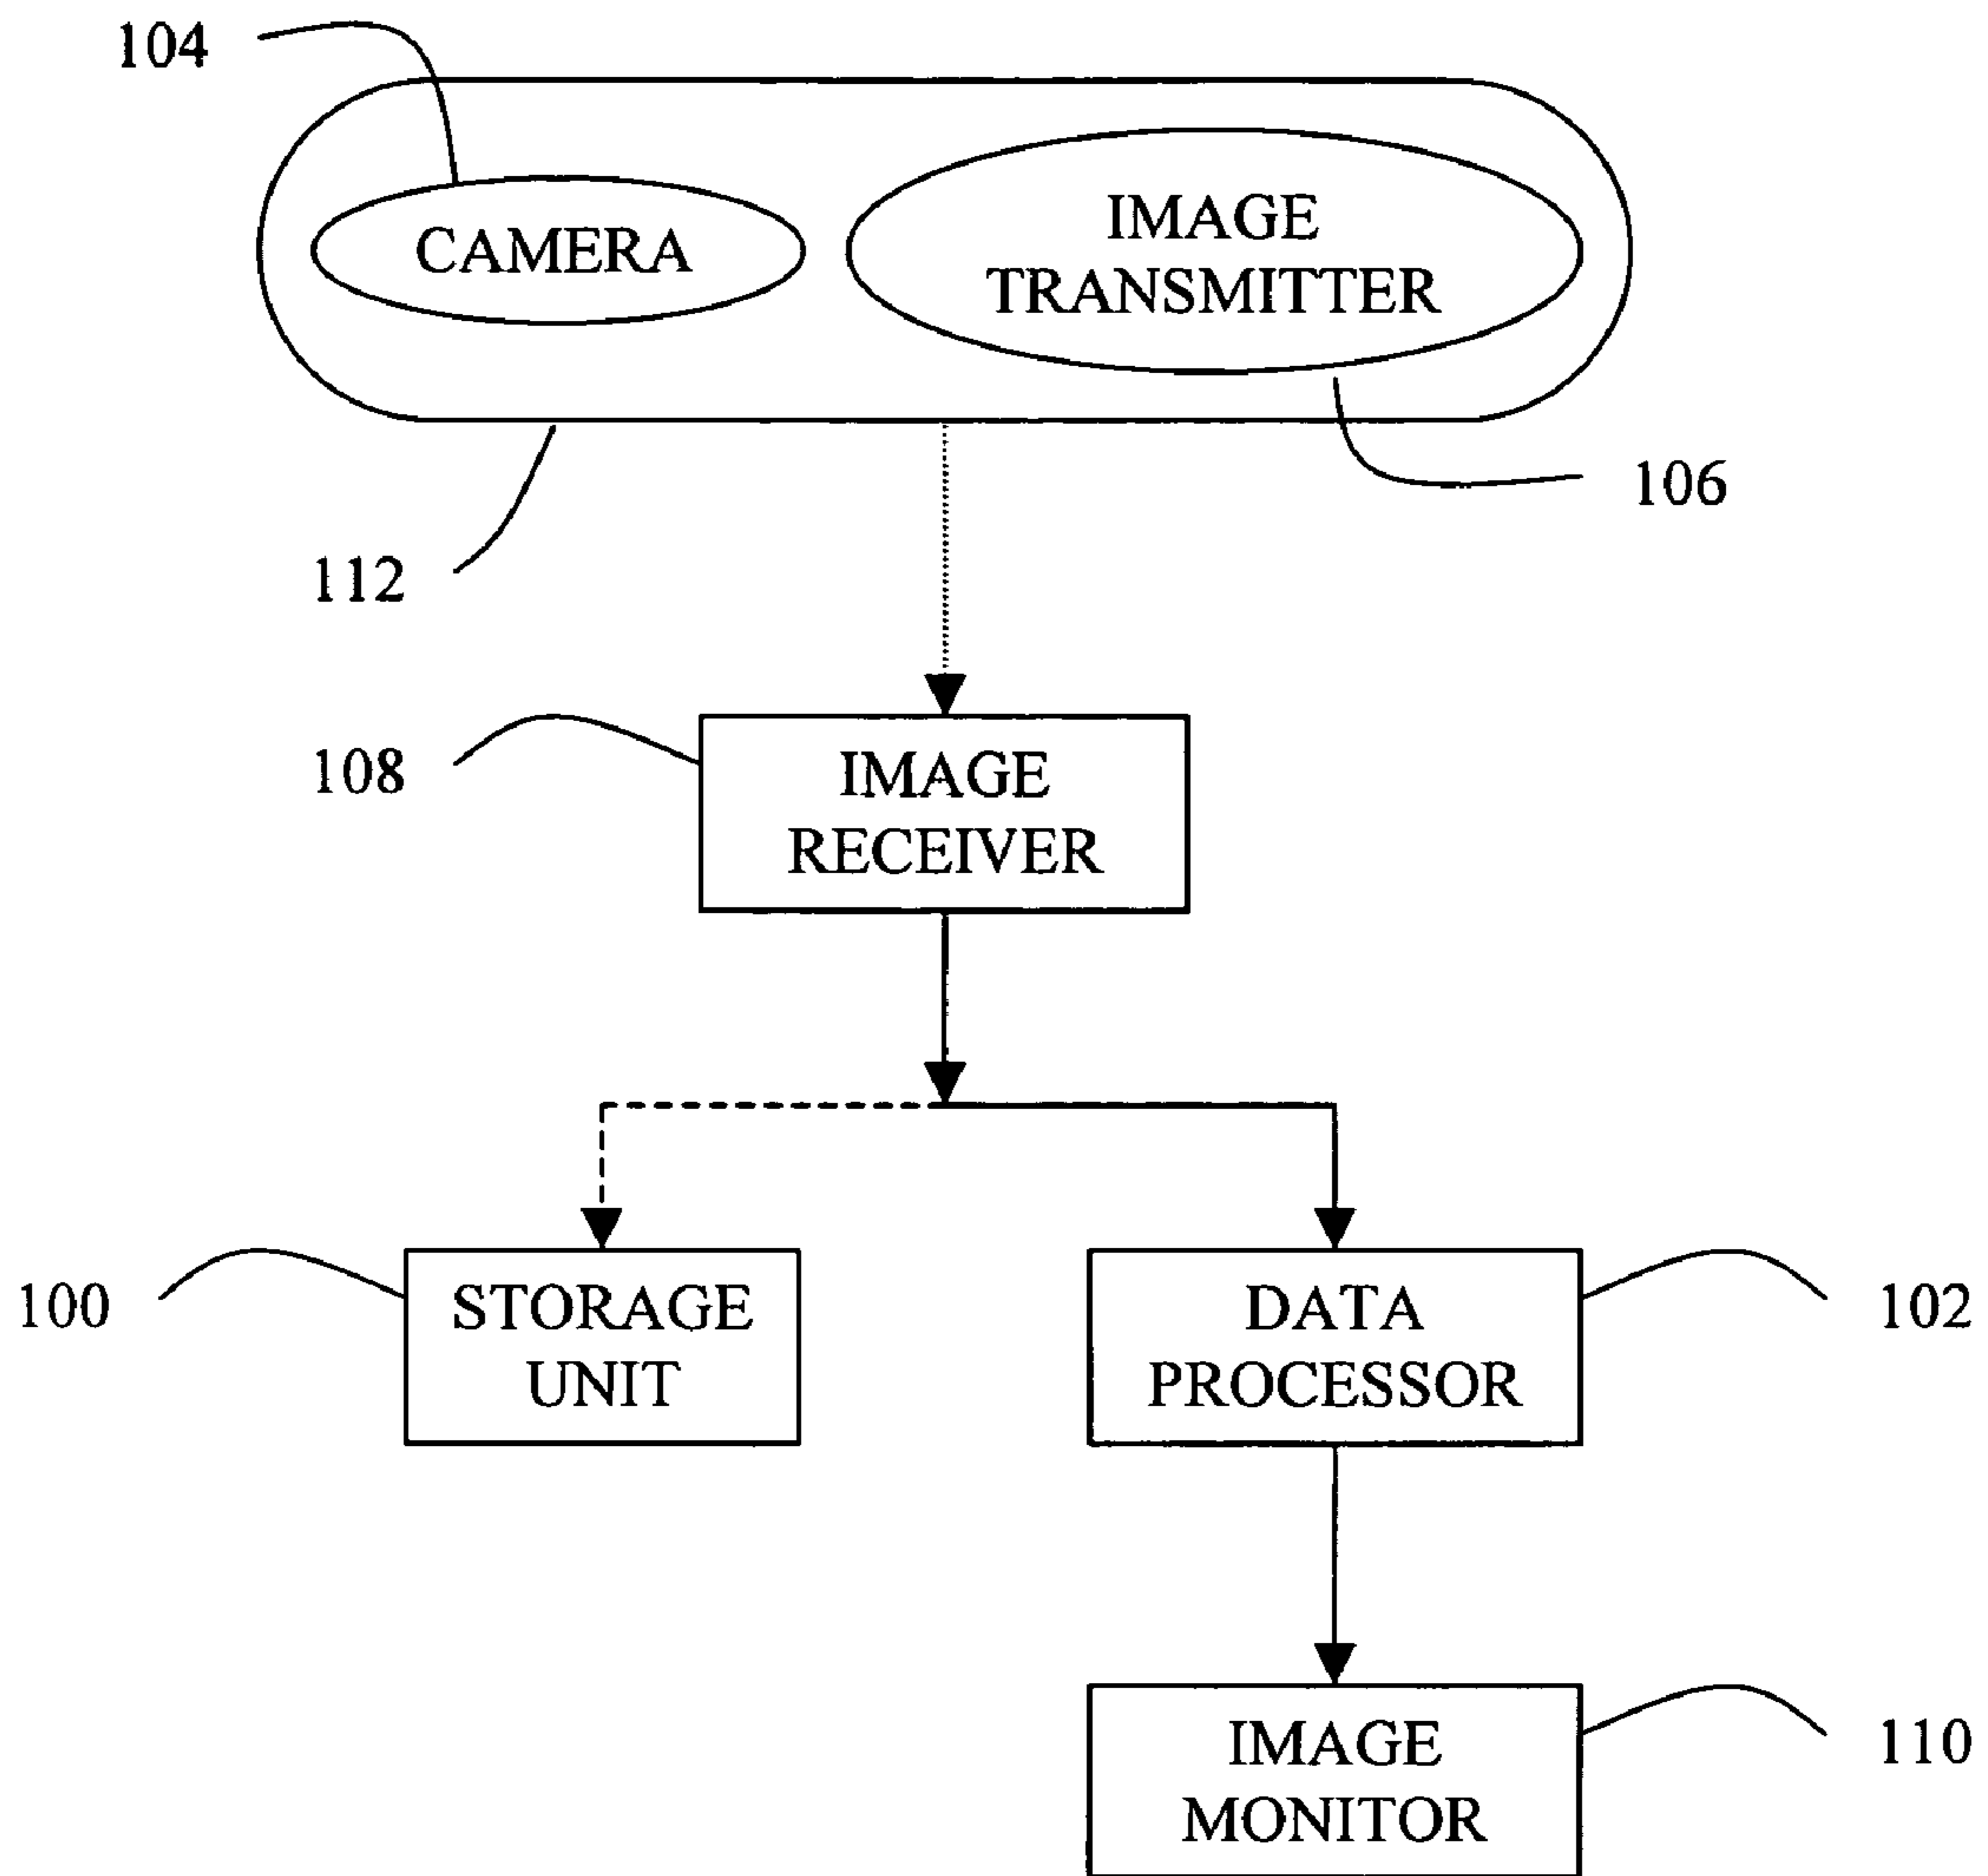 104
CAMERA
IMAGE
TRANSMITTER
106
112
108
IMAGE
RECEIVER
100
STORAGE
UNIT
DATA
PROCESSOR
102
IMAGE
MONITOR
110